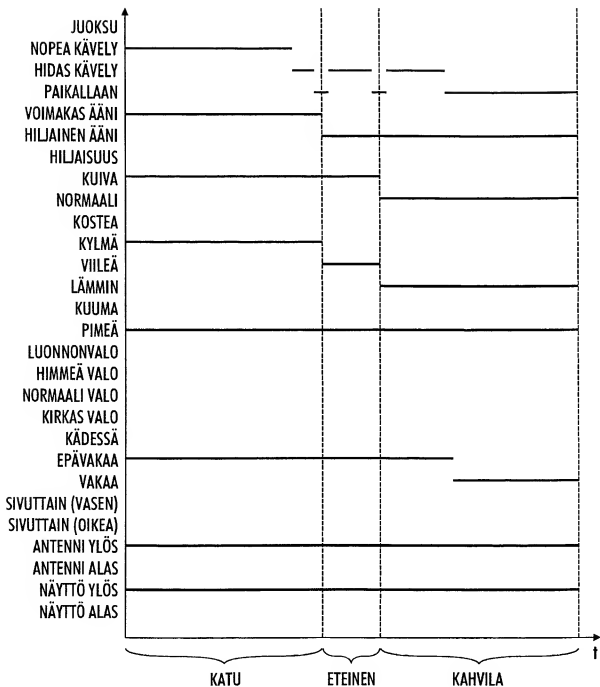 JUOKSU
NOPEA KÄVELY
HIDAS KÄVELY
PAIKALLAAN
VOIMAKAS ÄÄNI
HILJAINEN ÄÄNI
HILJAISUUS
KUIVA
NORMAALI
KOSTEA
KYLMÄ
VIILEÄ
LÄMMIN
KUUMA
PIMEÄ
LUONNONVALO
HIMMEÄ VALO
NORMAALI VALO
KIRKAS VALO
KÄDESSÄ
EPÄVAKAA
VAKAA
SIVUTTAIN (VASEN)
SIVUTTAIN (OIKEA)
ANTENNI YLÖS
ANTENNI ALAS
NÄYTTÖ YLÖS
NÄYTTÖ ALAS
t
KATU ETEINEN KAHVILA